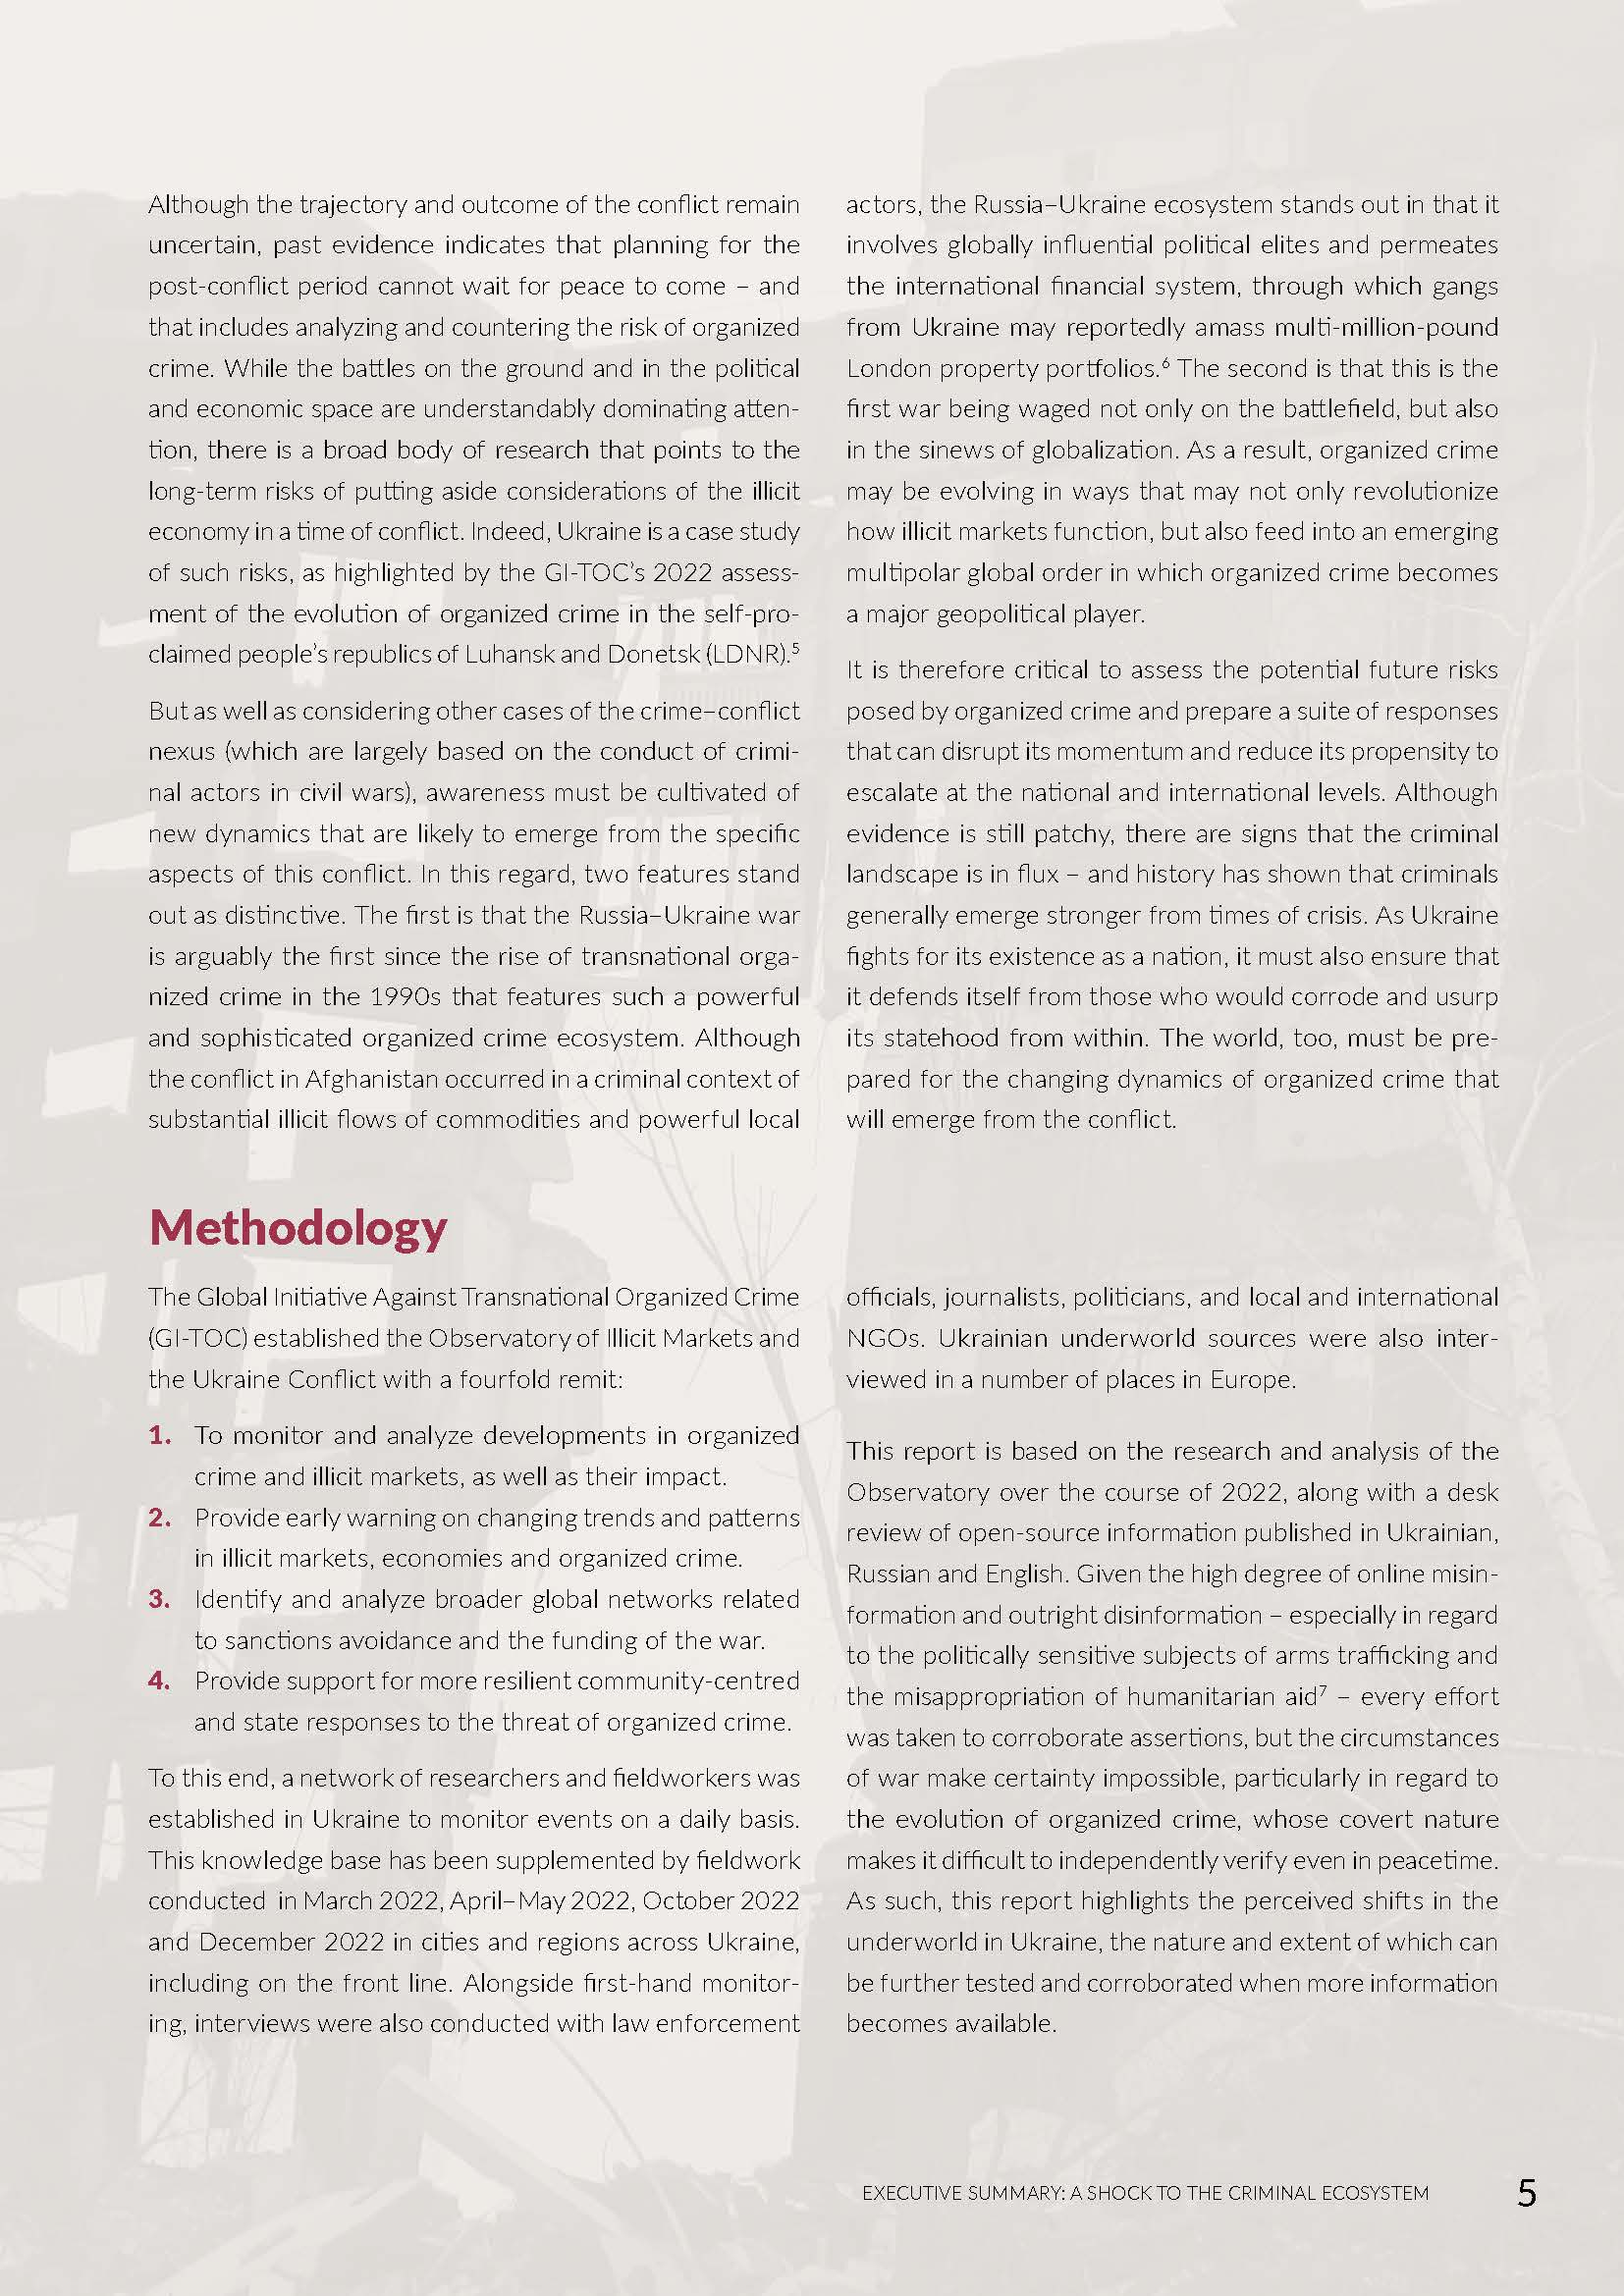 Although the trajectory and outcome of the conflict remain
uncertain, past evidence indicates that planning for the
post-conflict period cannot wait for peace to come – and
that includes analyzing and countering the risk of organized
crime. While the battles on the ground and in the political
and economic space are understandably dominating atten-
tion, there is a broad body of research that points to the
long-term risks of putting aside considerations of the illicit
economy in a time of conflict. Indeed, Ukraine is a case study
of such risks, as highlighted by the GI-TOC’s 2022 assess-
ment of the evolution of organized crime in the self-pro-
claimed people’s republics of Luhansk and Donetsk (LDNR).⁵
But as well as considering other cases of the crime–conflict
nexus (which are largely based on the conduct of crimi-
nal actors in civil wars), awareness must be cultivated of
new dynamics that are likely to emerge from the specific
aspects of this conflict. In this regard, two features stand
out as distinctive. The first is that the Russia–Ukraine war
is arguably the first since the rise of transnational orga-
nized crime in the 1990s that features such a powerful
and sophisticated organized crime ecosystem. Although
the conflict in Afghanistan occurred in a criminal context of
substantial illicit flows of commodities and powerful local
actors, the Russia–Ukraine ecosystem stands out in that it
involves globally influential political elites and permeates
the international financial system, through which gangs
from Ukraine may reportedly amass multi-million-pound
London property portfolios.⁶ The second is that this is the
first war being waged not only on the battlefield, but also
in the sinews of globalization. As a result, organized crime
may be evolving in ways that may not only revolutionize
how illicit markets function, but also feed into an emerging
multipolar global order in which organized crime becomes
a major geopolitical player.
It is therefore critical to assess the potential future risks
posed by organized crime and prepare a suite of responses
that can disrupt its momentum and reduce its propensity to
escalate at the national and international levels. Although
evidence is still patchy, there are signs that the criminal
landscape is in flux – and history has shown that criminals
generally emerge stronger from times of crisis. As Ukraine
fights for its existence as a nation, it must also ensure that
it defends itself from those who would corrode and usurp
its statehood from within. The world, too, must be pre-
pared for the changing dynamics of organized crime that
will emerge from the conflict.
Methodology
The Global Initiative Against Transnational Organized Crime
(GI-TOC) established the Observatory of Illicit Markets and
the Ukraine Conflict with a fourfold remit:
1. To monitor and analyze developments in organized
crime and illicit markets, as well as their impact.
2. Provide early warning on changing trends and patterns
in illicit markets, economies and organized crime.
3. Identify and analyze broader global networks related
to sanctions avoidance and the funding of the war.
4. Provide support for more resilient community-centred
and state responses to the threat of organized crime.
To this end, a network of researchers and fieldworkers was
established in Ukraine to monitor events on a daily basis.
This knowledge base has been supplemented by fieldwork
conducted in March 2022, April–May 2022, October 2022
and December 2022 in cities and regions across Ukraine,
including on the front line. Alongside first-hand monitor-
ing, interviews were also conducted with law enforcement
officials, journalists, politicians, and local and international
NGOs. Ukrainian underworld sources were also inter-
viewed in a number of places in Europe.
This report is based on the research and analysis of the
Observatory over the course of 2022, along with a desk
review of open-source information published in Ukrainian,
Russian and English. Given the high degree of online misin-
formation and outright disinformation – especially in regard
to the politically sensitive subjects of arms trafficking and
the misappropriation of humanitarian aid⁷ – every effort
was taken to corroborate assertions, but the circumstances
of war make certainty impossible, particularly in regard to
the evolution of organized crime, whose covert nature
makes it difficult to independently verify even in peacetime.
As such, this report highlights the perceived shifts in the
underworld in Ukraine, the nature and extent of which can
be further tested and corroborated when more information
becomes available.
EXECUTIVE SUMMARY: A SHOCK TO THE CRIMINAL ECOSYSTEM 5